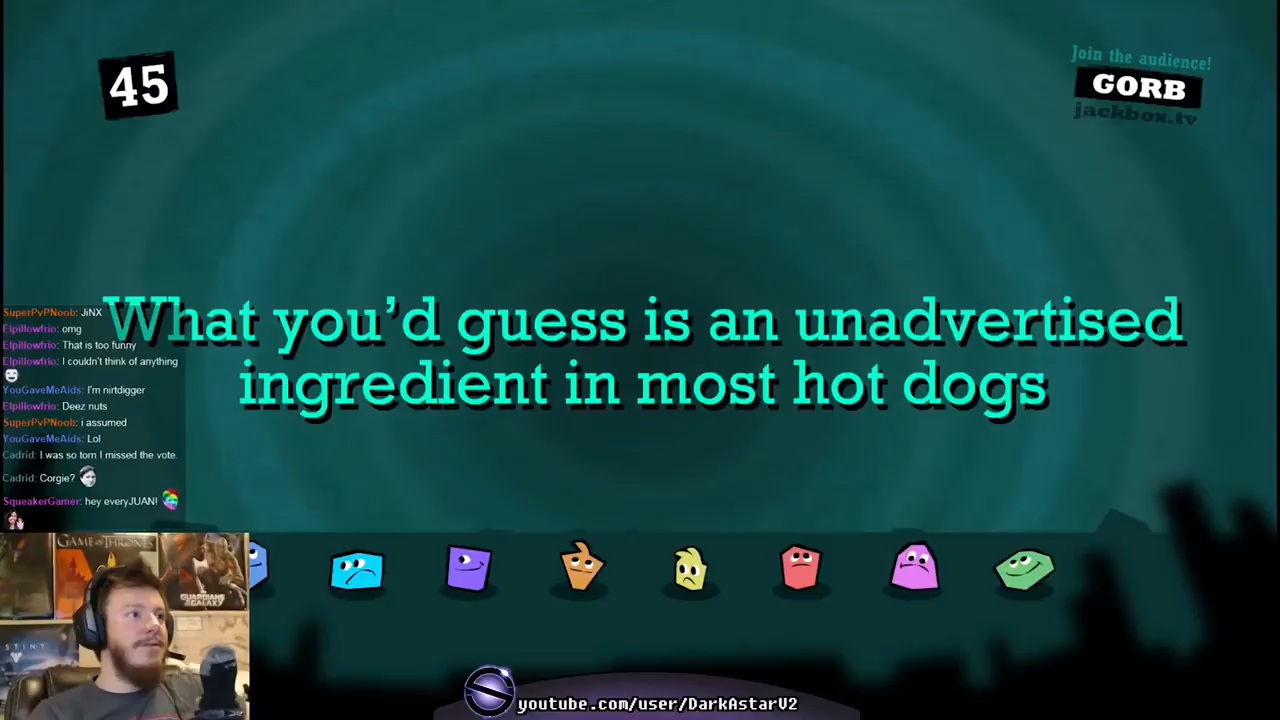 45
Join the audience!
GORB
jackbox.tv
What you'd guess is an unadvertised
ingredient in most hot dogs
SuperPvPNoob: JiNX
Elpillowfrio: omg
Elpillowfrio: That is too funny
Elpillowfrio: I couldn't think of anything
YouGaveMeAids: I'm nirtdigger
Elpillowfrio: Deez nuts
SuperPvPNoob: i assumed
YouGaveMeAids: Lol
Cadrid: I was so torn I missed the vote.
Cadrid: Corgie?
SqueakerGamer: hey everyJUAN!
GAME OF THRONES
GUARDIANS
GALAXY
DESTINY
youtube.com/user/DarkAstarV2